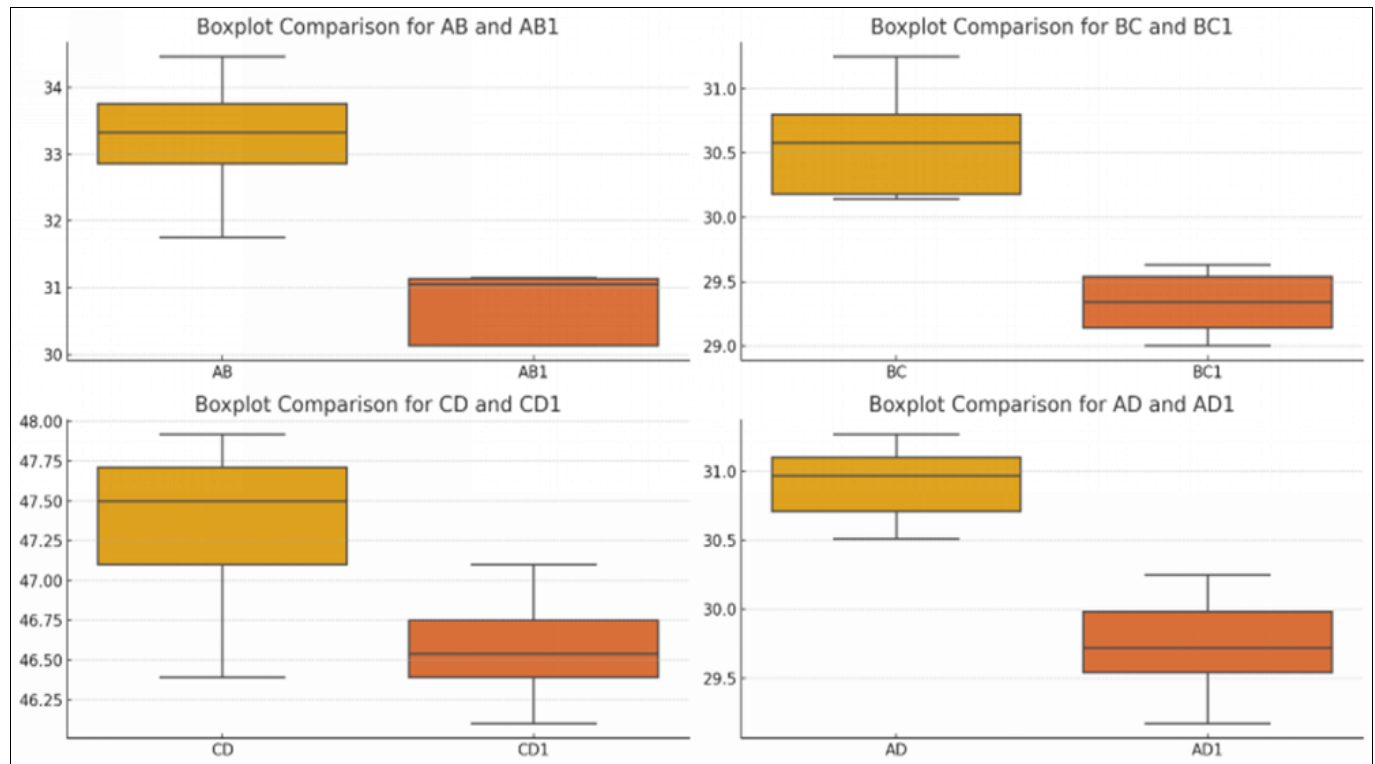 Boxplot Comparison for AB and AB1
34
33
32
31
30
AB AB1
Boxplot Comparison for BC and BC1
31.0
30.5
30.0
29.5
29.0
BC BC1
Boxplot Comparison for CD and CD1
48.00
47.75
47.50
47.25
47.00
46.75
46.50
46.25
CD CD1
Boxplot Comparison for AD and AD1
31.0
30.5
30.0
29.5
AD AD1